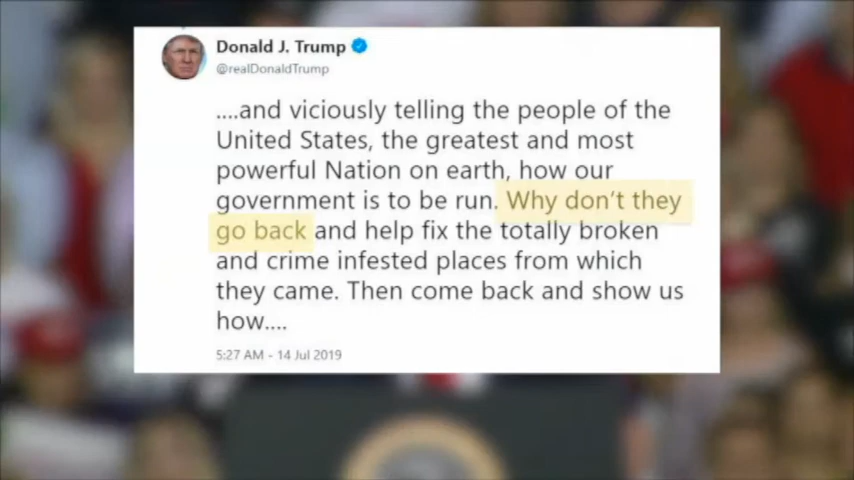 Donald J. Trump
@realDonaldTrump
....and viciously telling the people of the
United States, the greatest and most
powerful Nation on earth, how our
government is to be run. Why don't they
go back and help fix the totally broken
and crime infested places from which
they came. Then come back and show us
how....
5:27 AM - 14 Jul 2019